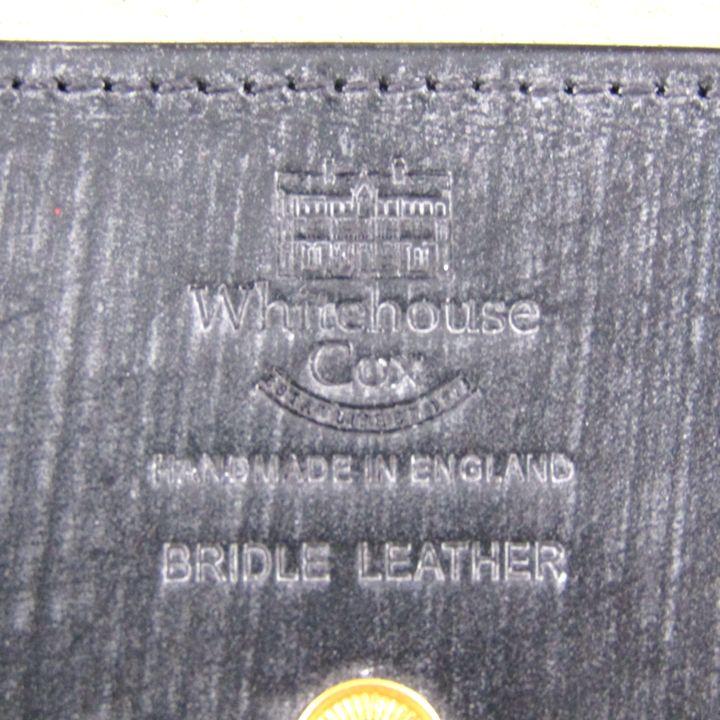 Whitehouse
Cox
HANDMADE IN ENGLAND
BRIDLE LEATHER